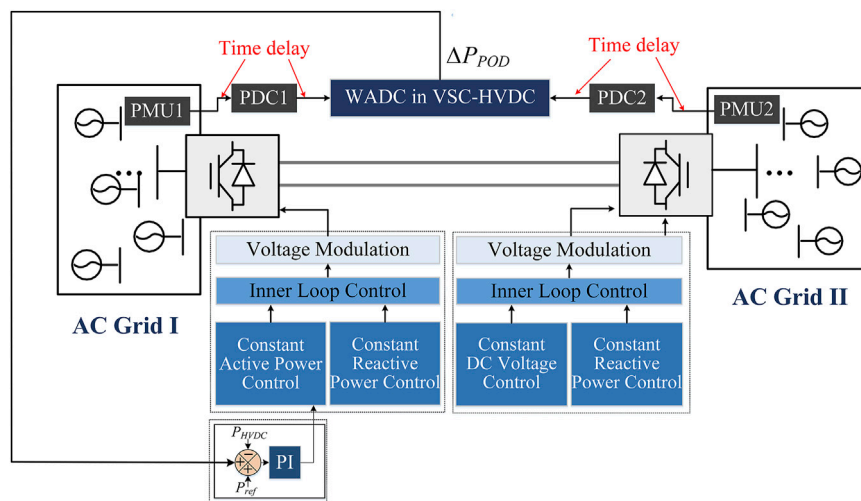 Time delay
ΔP_POD
Time delay
PMU1
PDC1
WADC in VSC-HVDC
PDC2
PMU2
...
...
Voltage Modulation
Voltage Modulation
Inner Loop Control
Inner Loop Control
AC Grid I
AC Grid II
Constant
Active Power
Control
Constant
Reactive
Power Control
Constant
DC Voltage
Control
Constant
Reactive
Power Control
P_HVDC
−
+
+
PI
P_ref